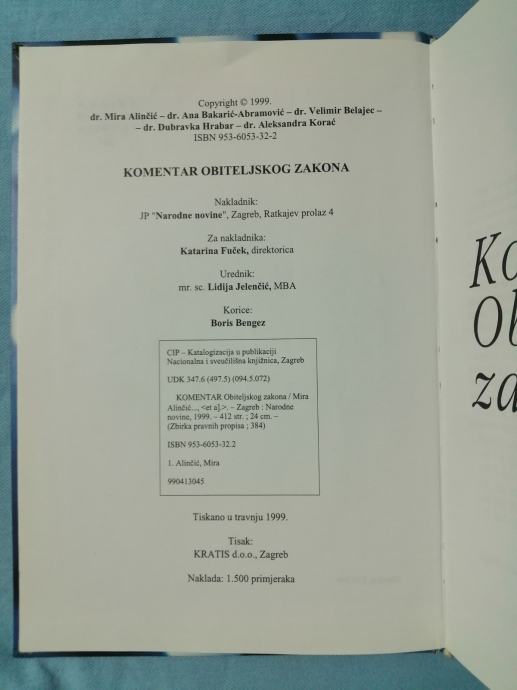 Copyright © 1999.
dr. Mira Alinčić – dr. Ana Bakarić-Abramović – dr. Velimir Belajec –
– dr. Dubravka Hrabar – dr. Aleksandra Korać
ISBN 953-6053-32-2
KOMENTAR OBITELJSKOG ZAKONA
Nakladnik:
JP "Narodne novine", Zagreb, Ratkajev prolaz 4
Za nakladnika:
Katarina Fuček, direktorica
Urednik:
mr. sc. Lidija Jelenčić, MBA
Korice:
Boris Bengez
CIP – Katalogizacija u publikaciji
Nacionalna i sveučilišna knjižnica, Zagreb
UDK 347.6 (497.5) (094.5.072)
KOMENTAR Obiteljskog zakona / Mira
Alinčić..., <et al.>. – Zagreb : Narodne
novine, 1999. – 412 str. ; 24 cm. –
(Zbirka pravnih propisa ; 384)
ISBN 953-6053-32.2
1. Alinčić, Mira
990413045
Tiskano u travnju 1999.
Tisak:
KRATIS d.o.o., Zagreb
Naklada: 1.500 primjeraka
Ko
Ob
za